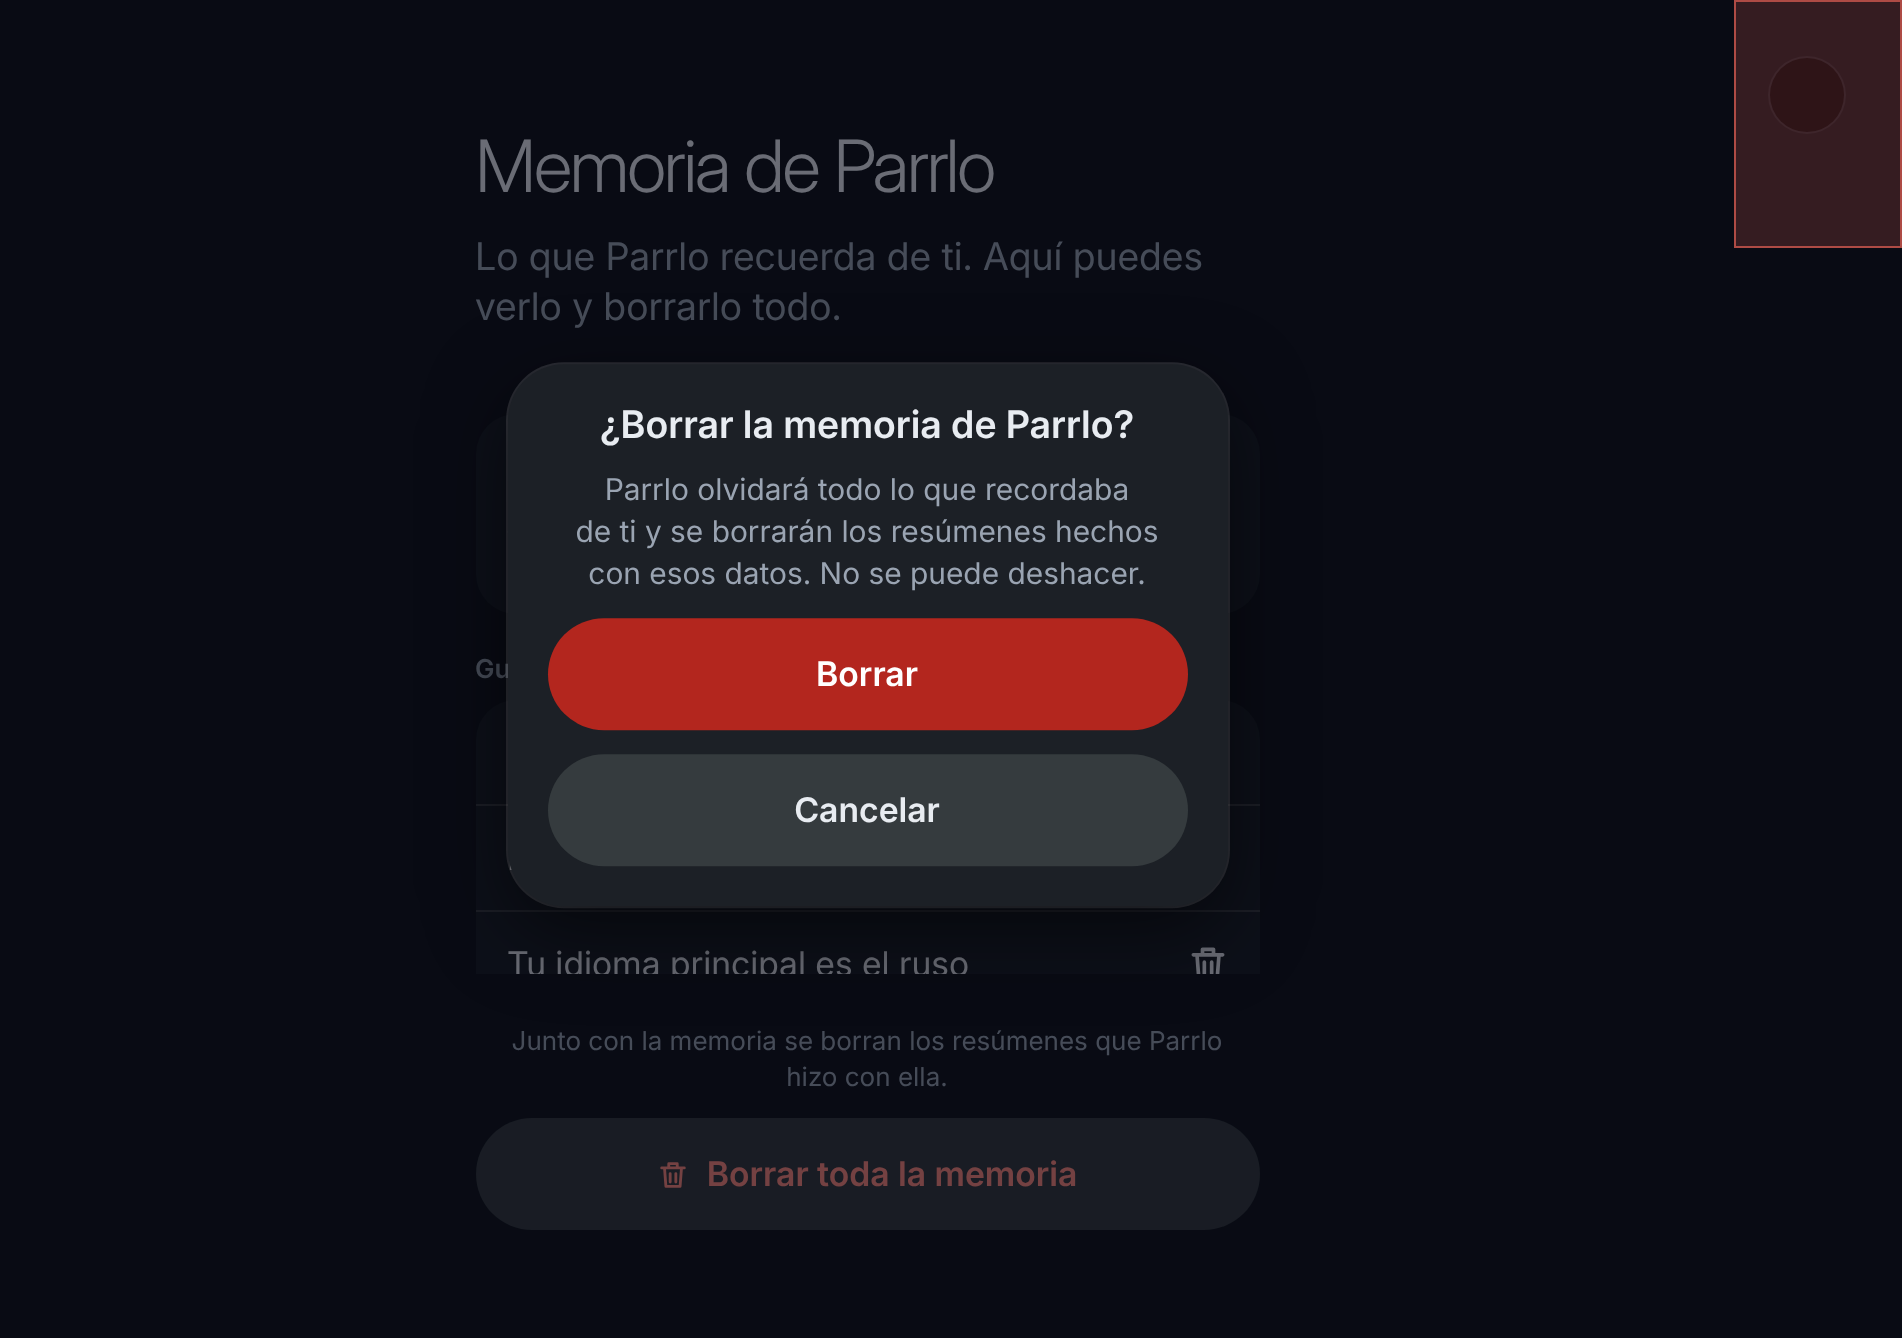 Memoria de Parrlo
Lo que Parrlo recuerda de ti. Aquí puedes
verlo y borrarlo todo.
¿Borrar la memoria de Parrlo?
Parrlo olvidará todo lo que recordaba
de ti y se borrarán los resúmenes hechos
con esos datos. No se puede deshacer.
Borrar
Cancelar
Tu idioma principal es el ruso
Junto con la memoria se borran los resúmenes que Parrlo
hizo con ella.
Borrar toda la memoria